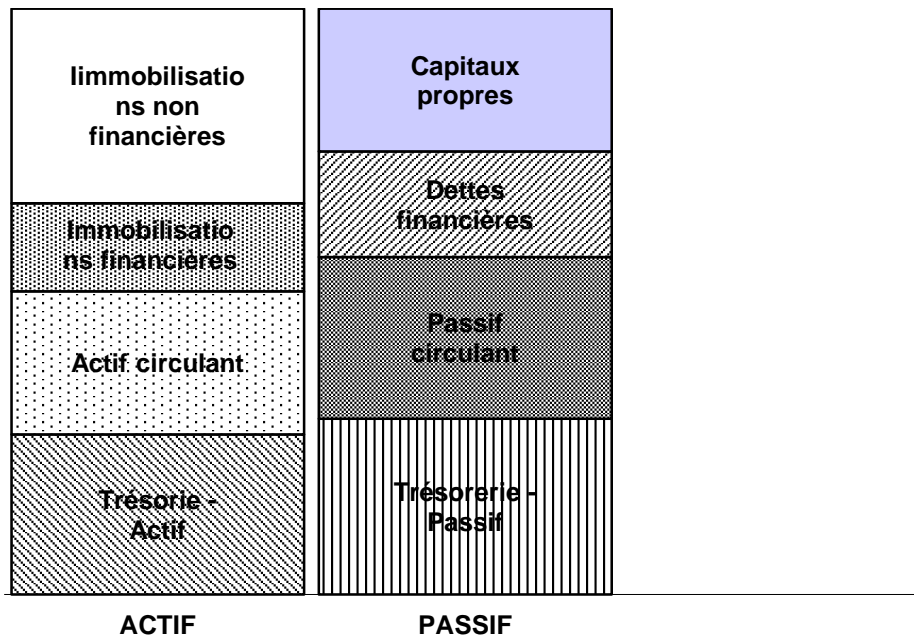 Iimmobilisatio
ns non
financières
Immobilisatio
ns financières
Actif circulant
Trésorie -
Actif
ACTIF
Capitaux
propres
Dettes
financières
Passif
circulant
Trésorerie -
Passif
PASSIF